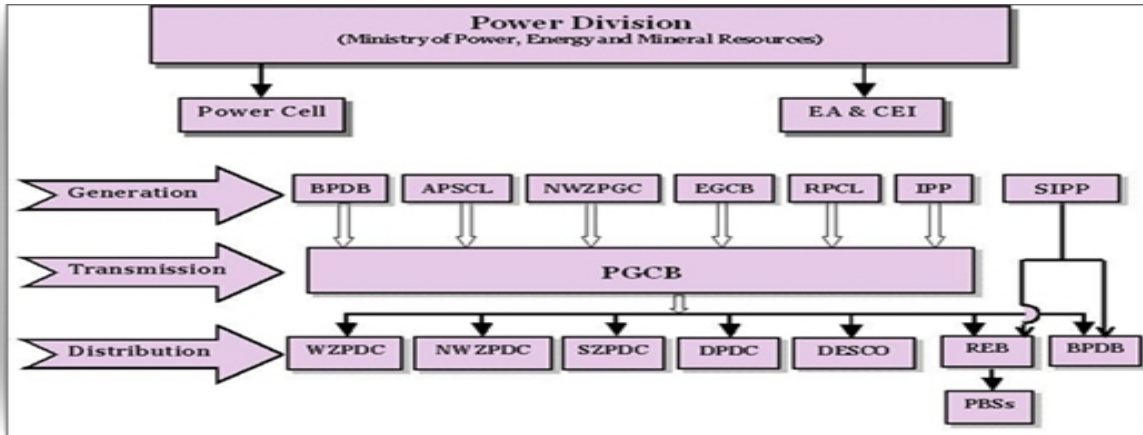 Power Division
(Ministry of Power, Energy and Mineral Resources)
Power Cell
EA & CEI
Generation
BPDB
APSCL
NWZPGC
EGCB
RPCL
IPP
SIPP
Transmission
PGCB
Distribution
WZPDC
NWZPDC
SZPDC
DPDC
DESCO
REB
BPDB
PBSs